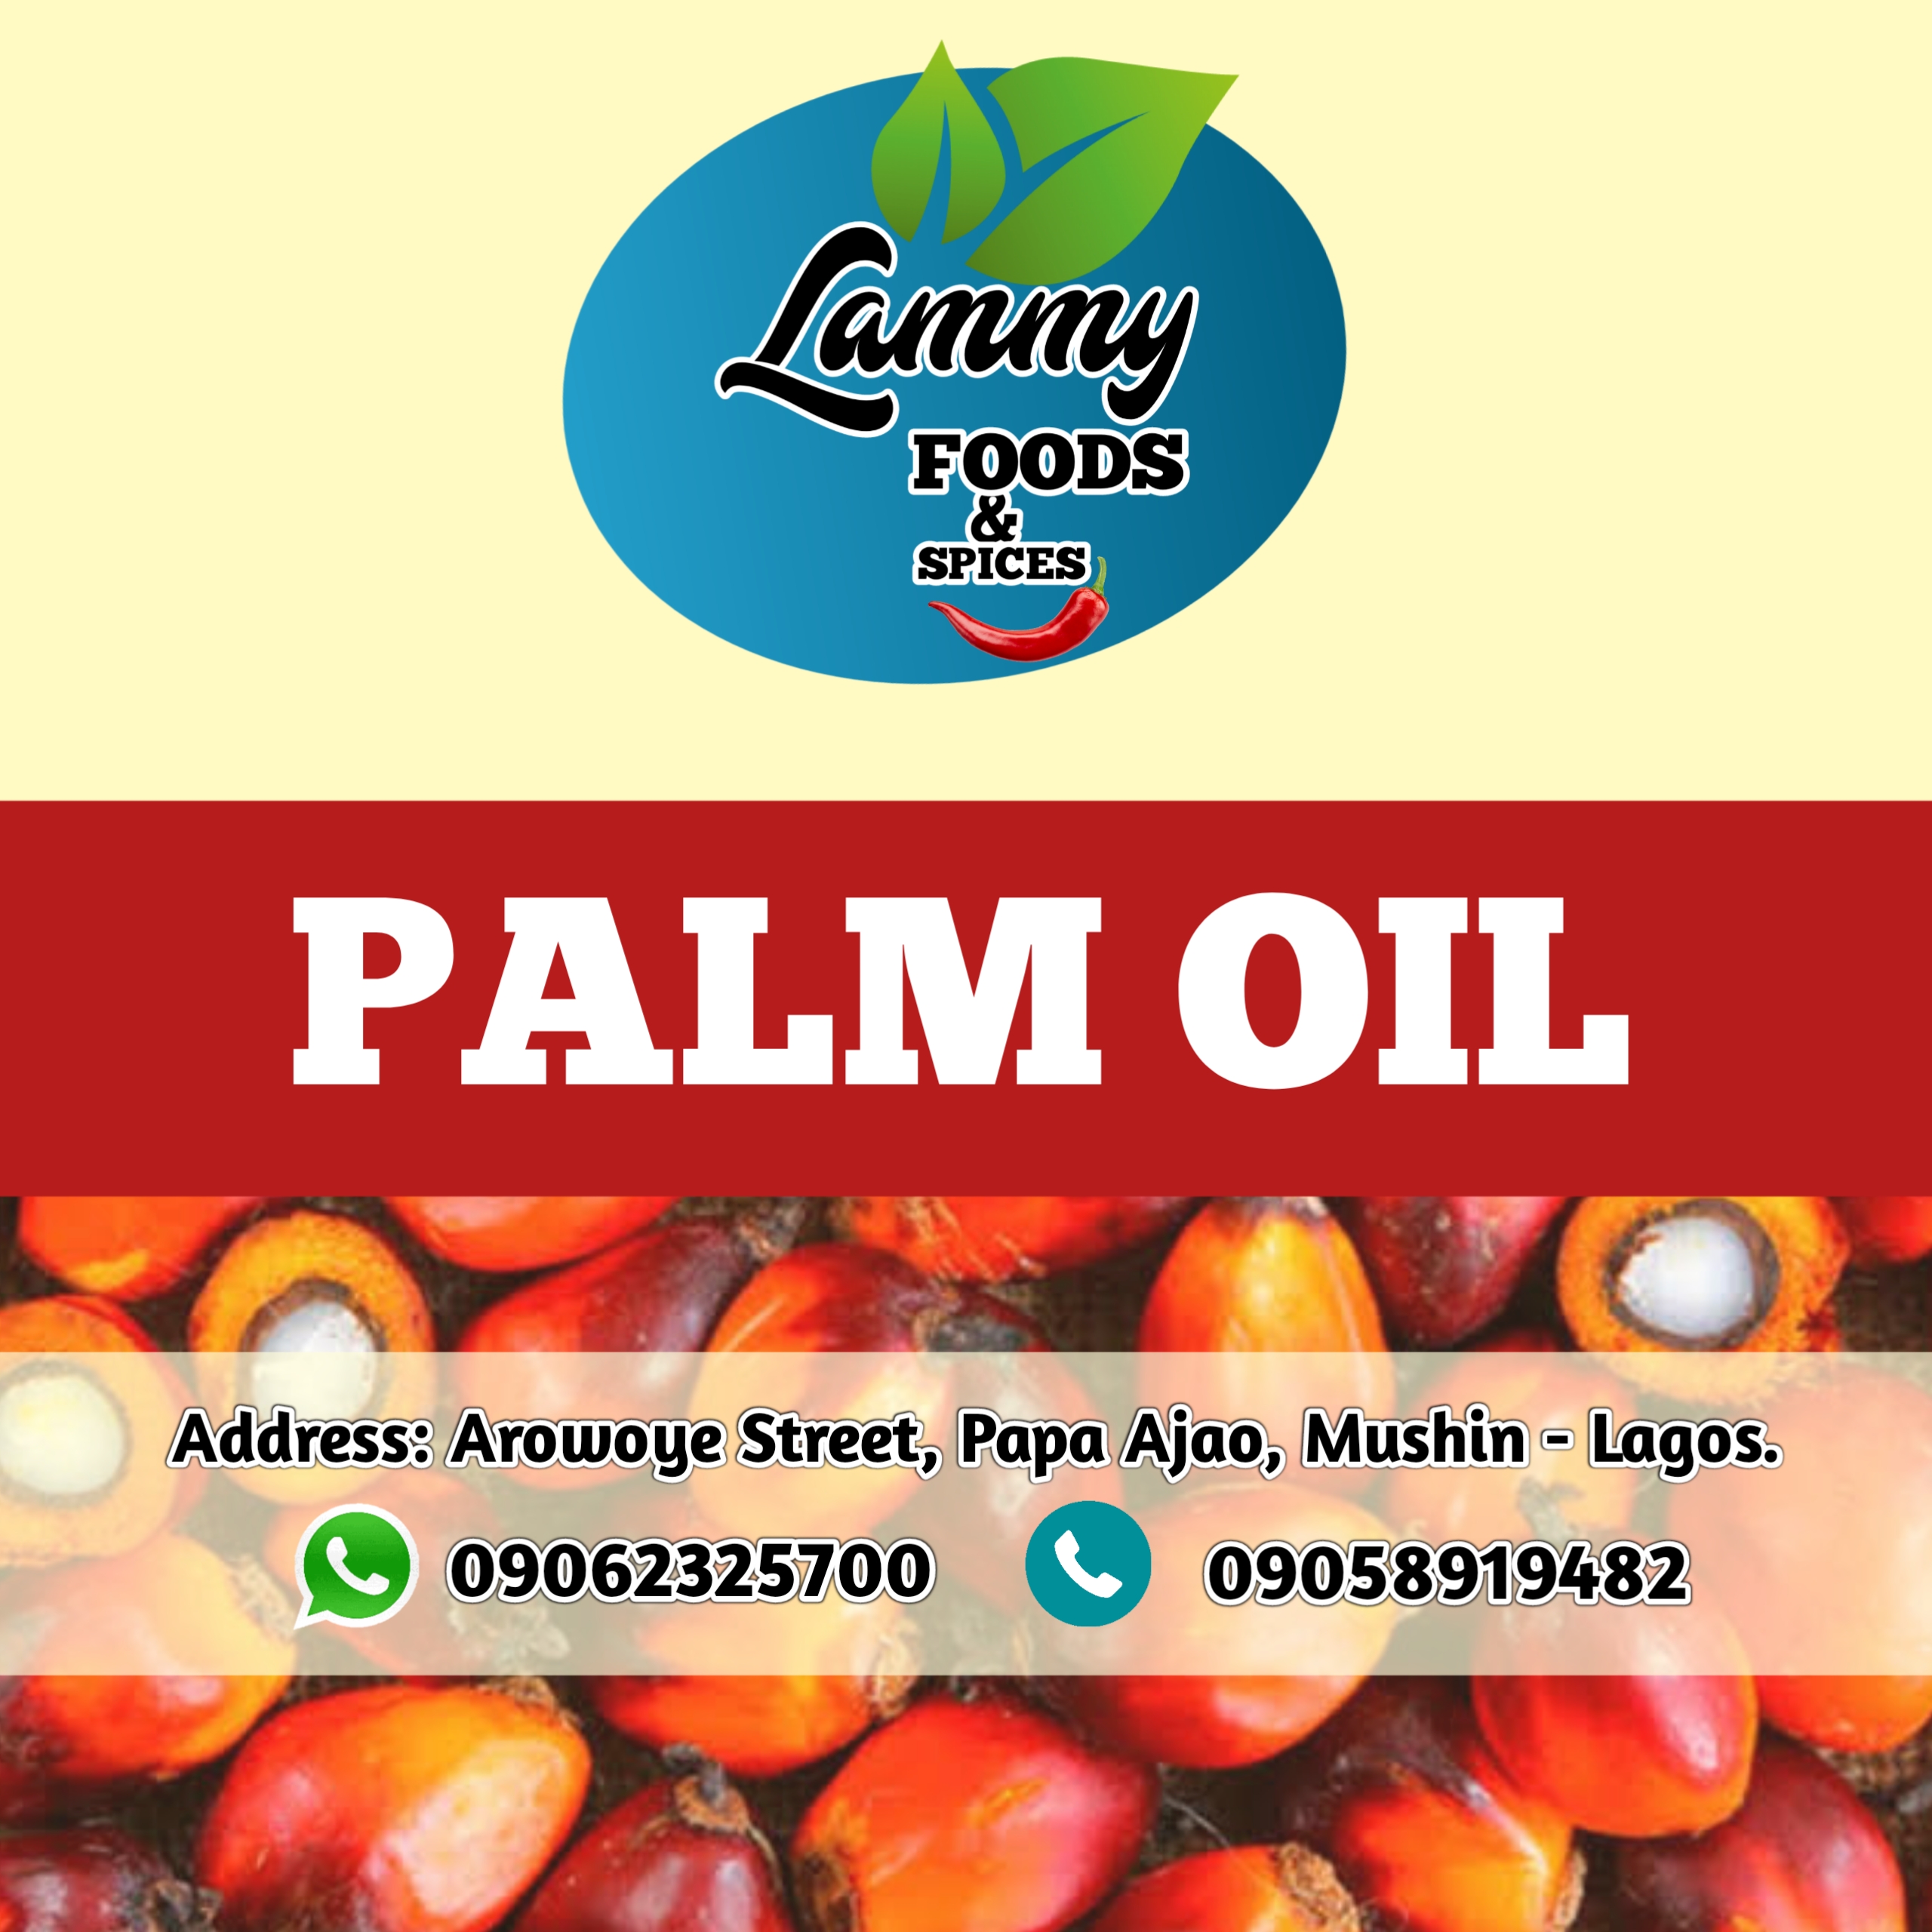 Lammy
FOODS
&
SPICES
PALM OIL
Address: Arowoye Street, Papa Ajao, Mushin - Lagos.
09062325700 09058919482